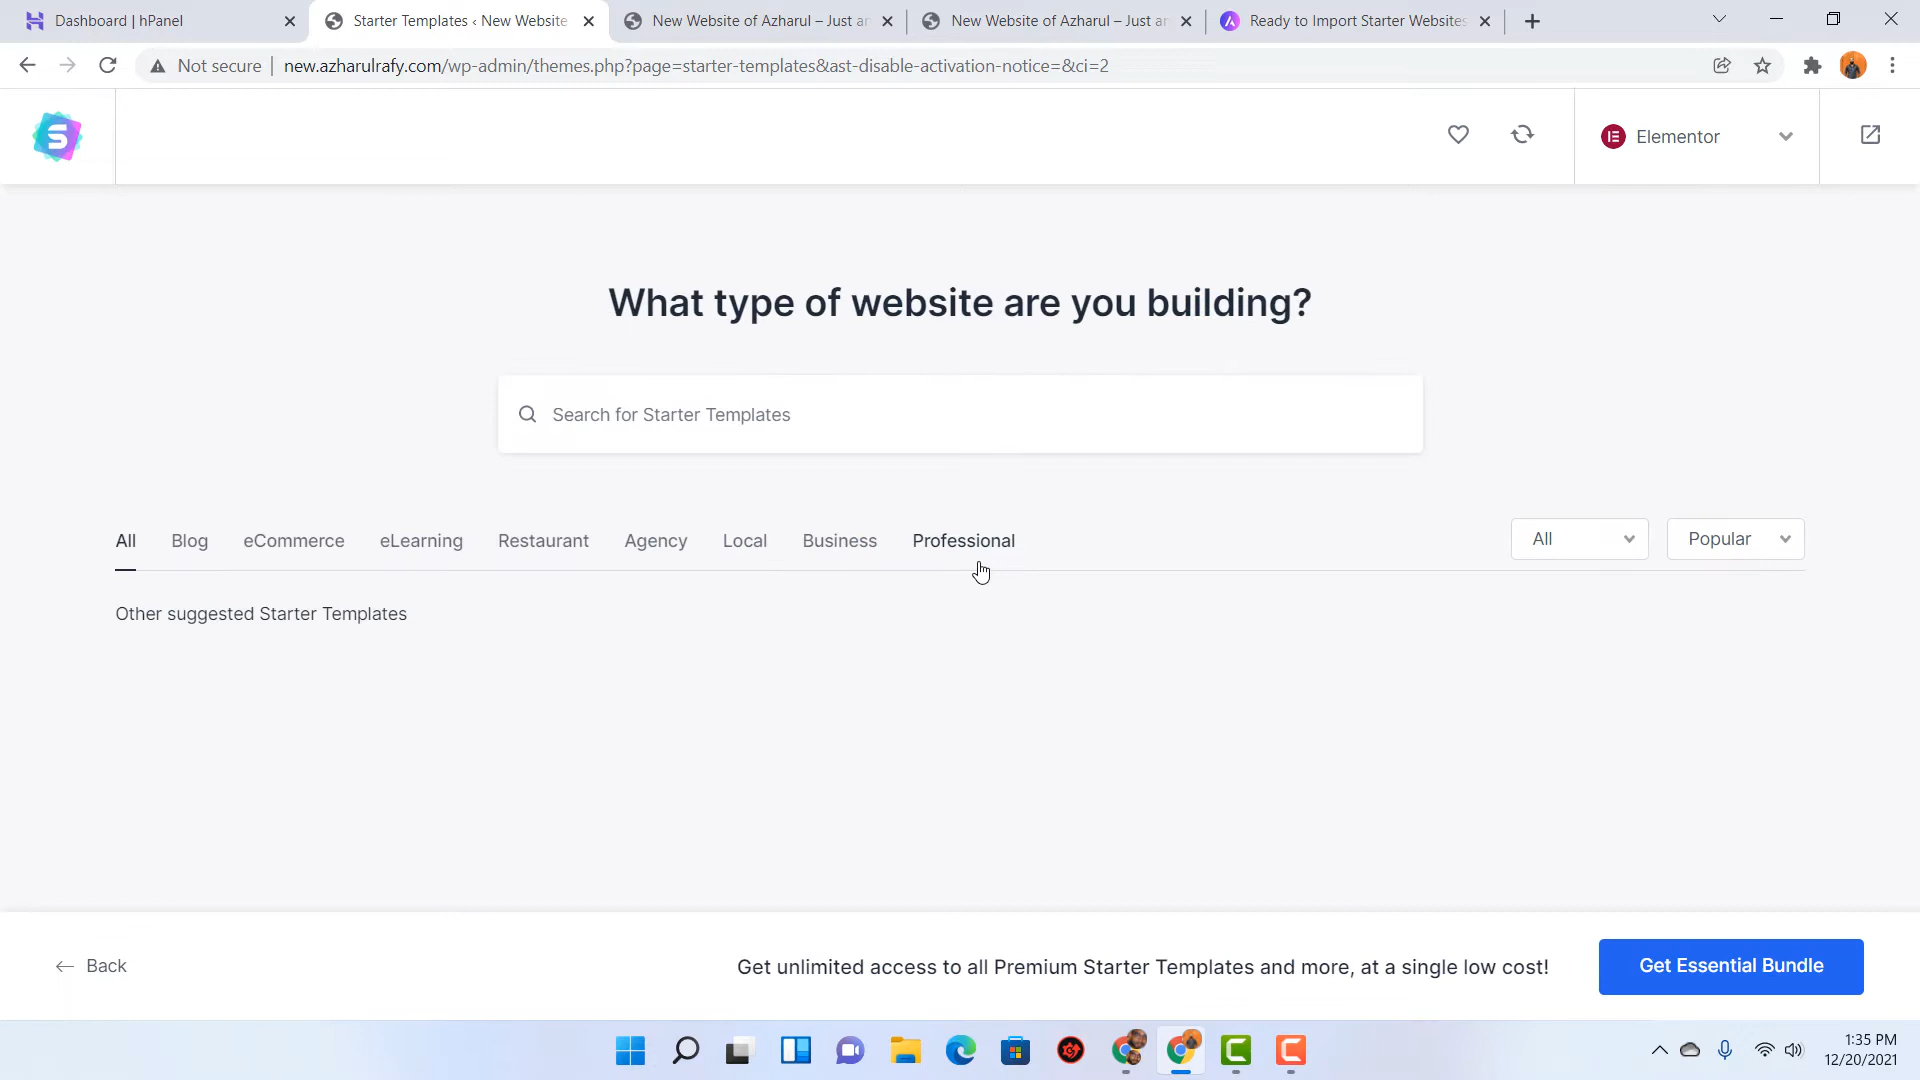 Dashboard | hPanel
Starter Templates ‹ New Website
New Website of Azharul – Just an
New Website of Azharul – Just an
Ready to Import Starter Websites
Not secure
new.azharulrafy.com/wp-admin/themes.php?page=starter-templates&ast-disable-activation-notice=&ci=2
Elementor
What type of website are you building?
Search for Starter Templates
All
Blog
eCommerce
eLearning
Restaurant
Agency
Local
Business
Professional
All
Popular
Other suggested Starter Templates
← Back
Get unlimited access to all Premium Starter Templates and more, at a single low cost!
Get Essential Bundle
1:35 PM
12/20/2021